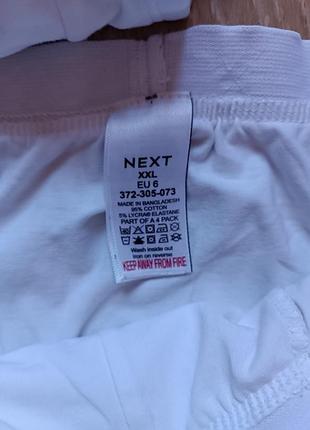 NEXT
XXL
EU 6
372-305-073
MADE IN BANGLADESH
95% COTTON
5% LYCRA® ELASTANE
PART OF A 4 PACK
Wash inside out
Iron on reverse
KEEP AWAY FROM FIRE